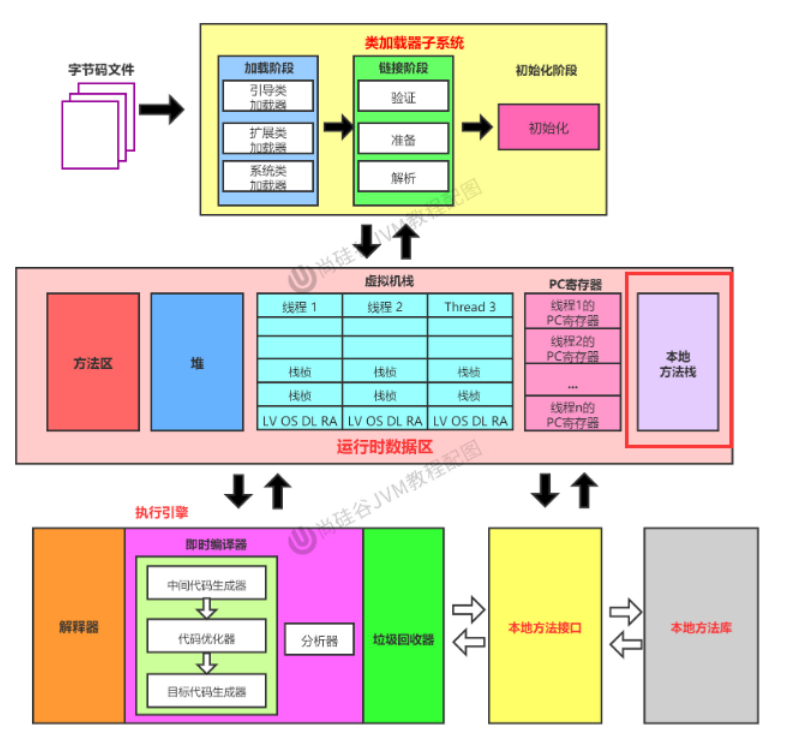 类加载器子系统
字节码文件
加载阶段
引导类
加载器
扩展类
加载器
系统类
加载器
链接阶段
验证
准备
解析
初始化阶段
初始化
尚硅谷JVM教程配图
虚拟机栈
PC寄存器
方法区
堆
线程 1
线程 2
Thread 3
栈桢
栈桢
栈桢
栈桢
栈桢
栈桢
LV OS DL RA
LV OS DL RA
LV OS DL RA
线程1的
PC寄存器
线程2的
PC寄存器
...
线程n的
PC寄存器
本地
方法栈
运行时数据区
尚硅谷JVM教程配图
执行引擎
解释器
即时编译器
中间代码生成器
代码优化器
目标代码生成器
分析器
垃圾回收器
本地方法接口
本地方法库